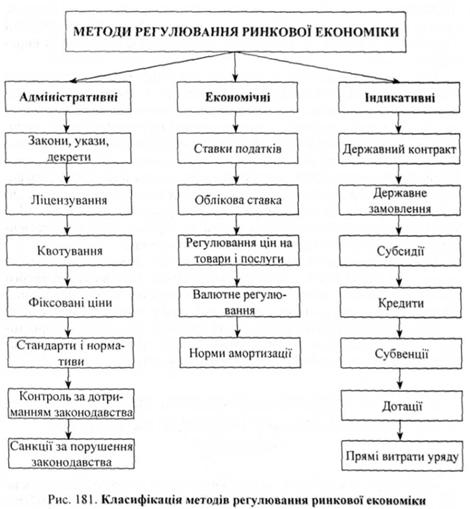 МЕТОДИ РЕГУЛЮВАННЯ РИНКОВОЇ ЕКОНОМІКИ
Адміністративні
Закони, укази,
декрети
Ліцензування
Квотування
Фіксовані ціни
Стандарти і норма-
тиви
Контроль за дотри-
манням законодавства
Санкції за порушення
законодавства
Економічні
Ставки податків
Облікова ставка
Регулювання цін на
товари і послуги
Валютне регулю-
вання
Норми амортизації
Індикативні
Державний контракт
Державне
замовлення
Субсидії
Кредити
Субвенції
Дотації
Прямі витрати уряду
Рис. 181. Класифікація методів регулювання ринкової економіки